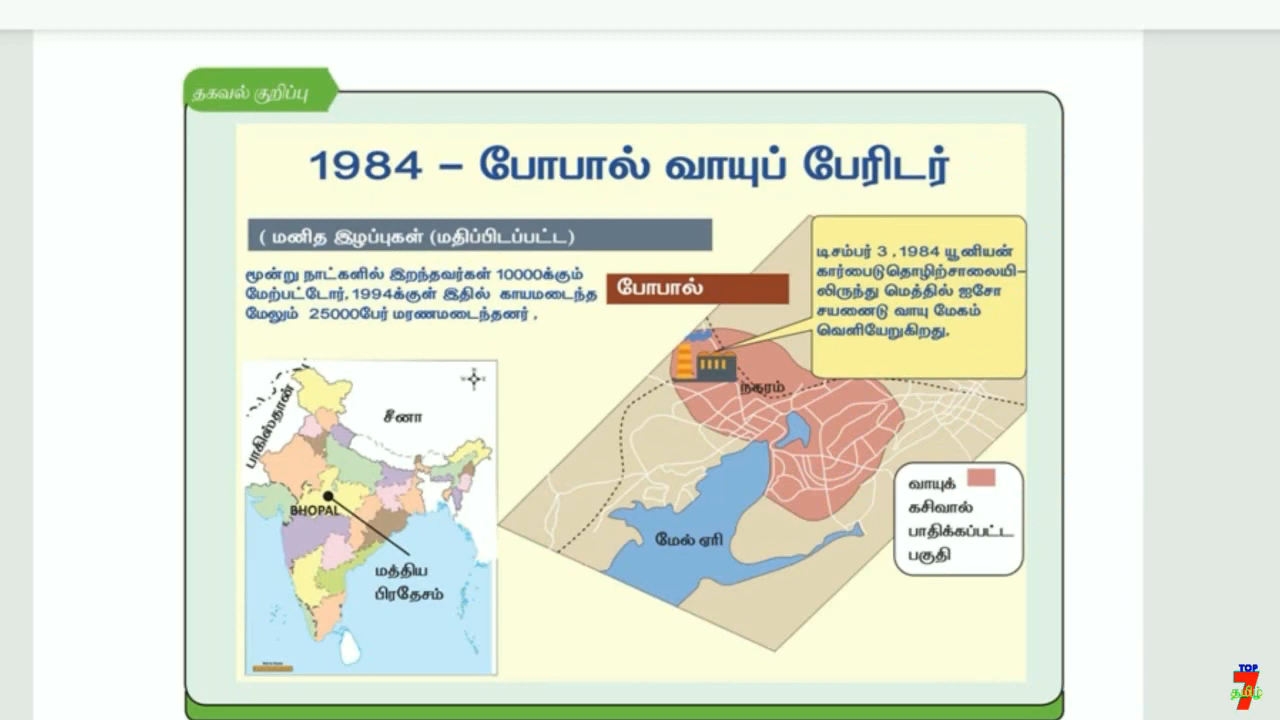 தகவல் குறிப்பு
1984 – போபால் வாயுப் பேரிடர்
( மனித இழப்புகள் (மதிப்பிடப்பட்ட)
மூன்று நாட்களில் இறந்தவர்கள் 10000க்கும்
மேற்பட்டோர், 1994க்குள் இதில் காயமடைந்த
மேலும் 25000பேர் மரணமடைந்தனர் .
போபால்
டிசம்பர் 3 , 1984 யூனியன்
கார்பைடுதொழிற்சாலையி–
லிருந்து மெத்தில் ஐசோ
சயனைடு வாயு மேகம்
வெளியேறுகிறது.
நகரம்
மேல் ஏரி
வாயுக்
கசிவால்
பாதிக்கப்பட்ட
பகுதி
பாகிஸ்தான்
சீனா
BHOPAL
மத்திய
பிரதேசம்
TOP
7
தமிழ்